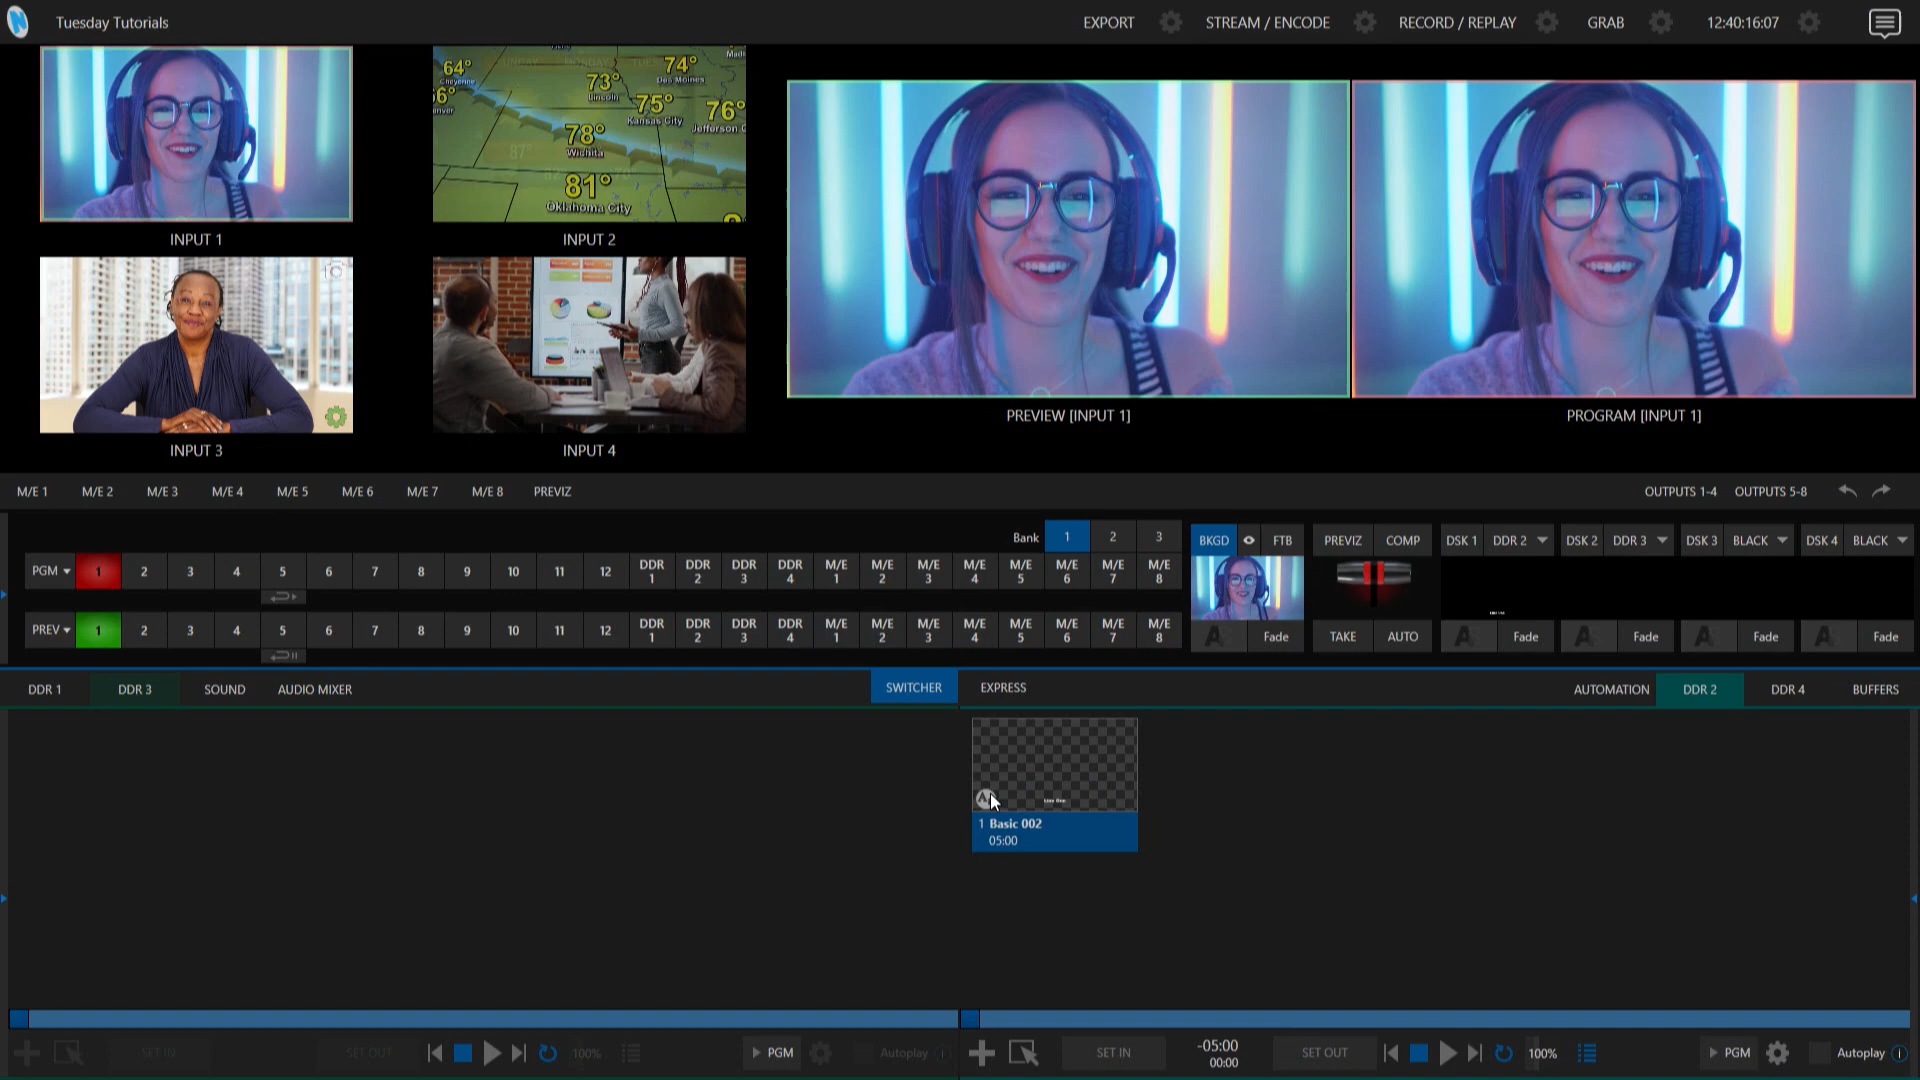 Tuesday Tutorials
EXPORT
STREAM / ENCODE
RECORD / REPLAY
GRAB
12:40:16:07
64°
Cheyenne
74°
Des Moines
73°
Lincoln
75°
Kansas City
76°
78°
Wichita
87°
81°
Oklahoma City
INPUT 1
INPUT 2
INPUT 3
INPUT 4
PREVIEW [INPUT 1]
PROGRAM [INPUT 1]
M/E 1 M/E 2 M/E 3 M/E 4 M/E 5 M/E 6 M/E 7 M/E 8 PREVIZ
OUTPUTS 1-4 OUTPUTS 5-8
Bank 1 2 3
PGM 1 2 3 4 5 6 7 8 9 10 11 12 DDR 1 DDR 2 DDR 3 DDR 4 M/E 1 M/E 2 M/E 3 M/E 4 M/E 5 M/E 6 M/E 7 M/E 8
PREV 1 2 3 4 5 6 7 8 9 10 11 12 DDR 1 DDR 2 DDR 3 DDR 4 M/E 1 M/E 2 M/E 3 M/E 4 M/E 5 M/E 6 M/E 7 M/E 8
BKGD FTB PREVIZ COMP DSK 1 DDR 2 DSK 2 DDR 3 DSK 3 BLACK DSK 4 BLACK
Fade TAKE AUTO Fade Fade Fade Fade
DDR 1 DDR 3 SOUND AUDIO MIXER SWITCHER EXPRESS AUTOMATION DDR 2 DDR 4 BUFFERS
Line One
1 Basic 002
05:00
SET IN SET OUT 100% PGM Autoplay
SET IN -05:00 SET OUT 100% PGM Autoplay
00:00